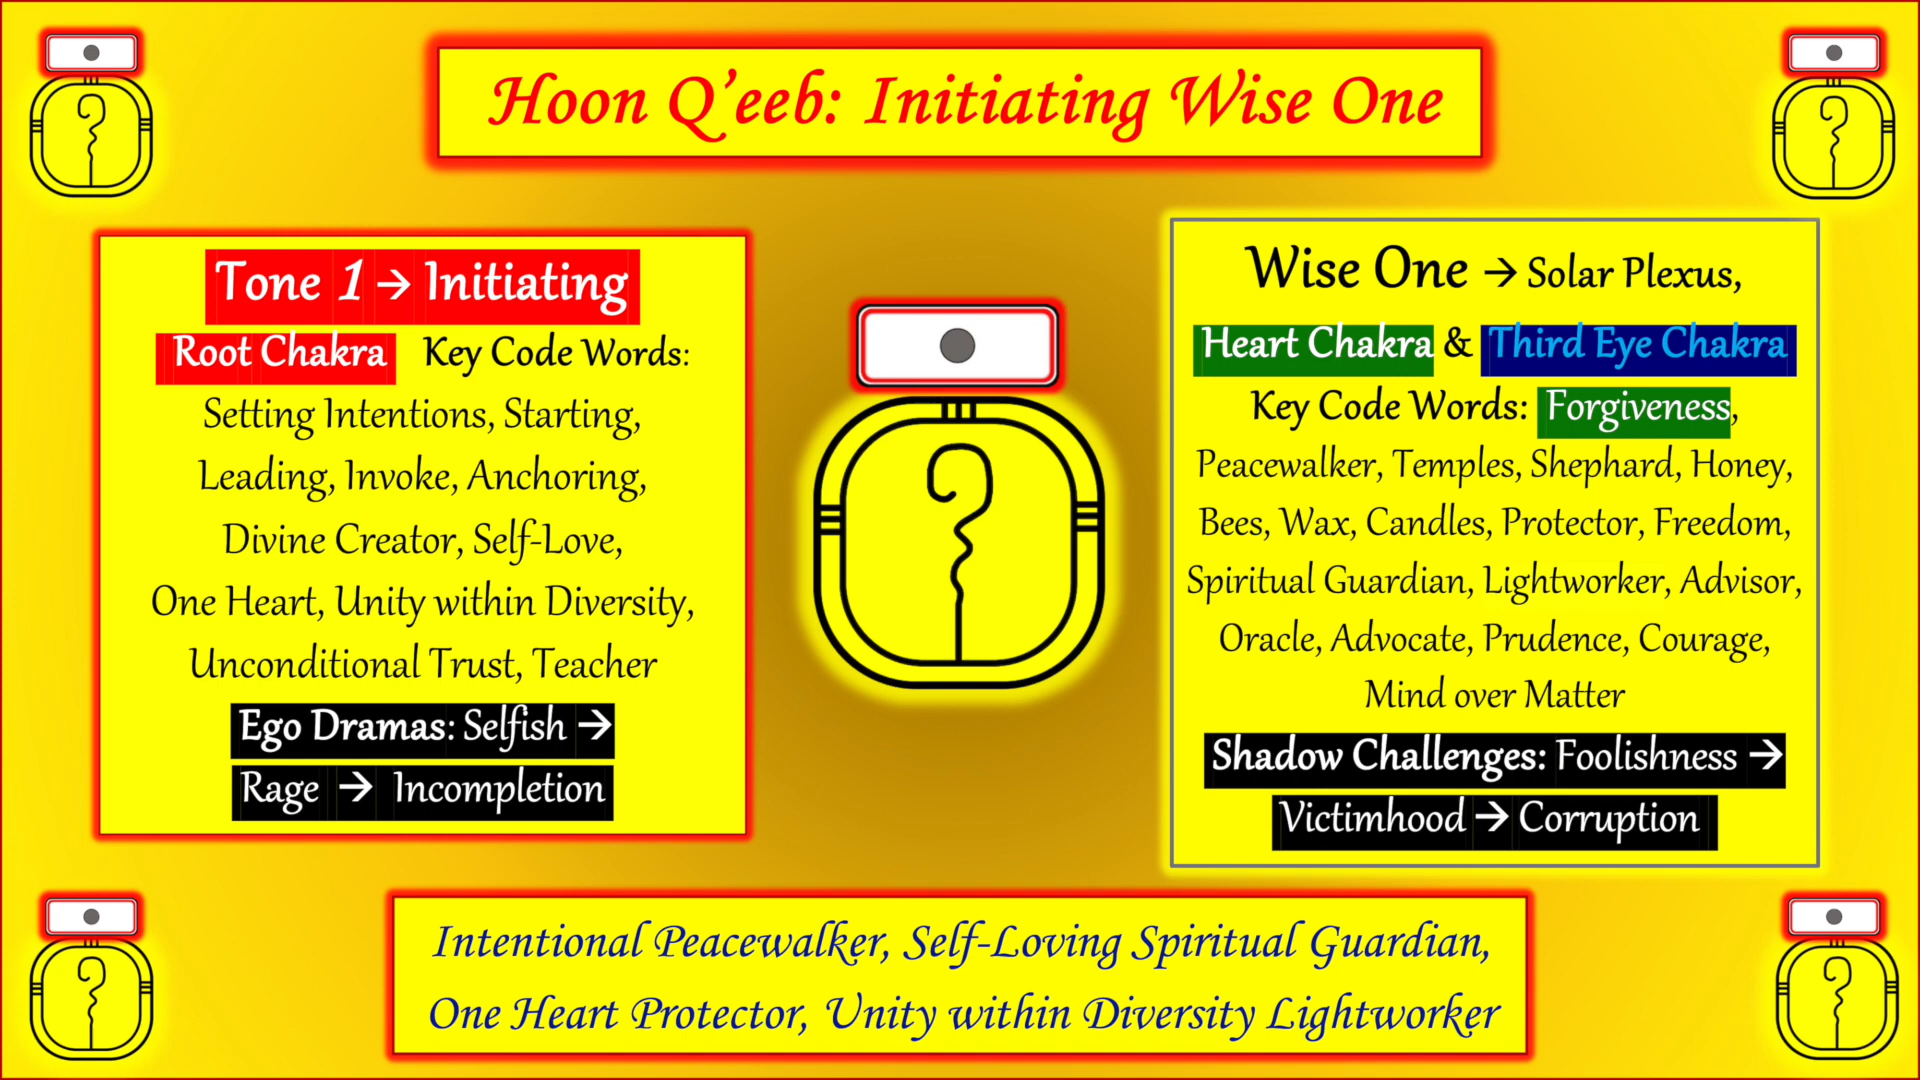 Hoon Q’eeb: Initiating Wise One
Tone 1 → Initiating
Root Chakra Key Code Words:
Setting Intentions, Starting,
Leading, Invoke, Anchoring,
Divine Creator, Self-Love,
One Heart, Unity within Diversity,
Unconditional Trust, Teacher
Ego Dramas: Selfish →
Rage → Incompletion
Wise One → Solar Plexus,
Heart Chakra & Third Eye Chakra
Key Code Words: Forgiveness,
Peacewalker, Temples, Shephard, Honey,
Bees, Wax, Candles, Protector, Freedom,
Spiritual Guardian, Lightworker, Advisor,
Oracle, Advocate, Prudence, Courage,
Mind over Matter
Shadow Challenges: Foolishness →
Victimhood → Corruption
Intentional Peacewalker, Self-Loving Spiritual Guardian,
One Heart Protector, Unity within Diversity Lightworker